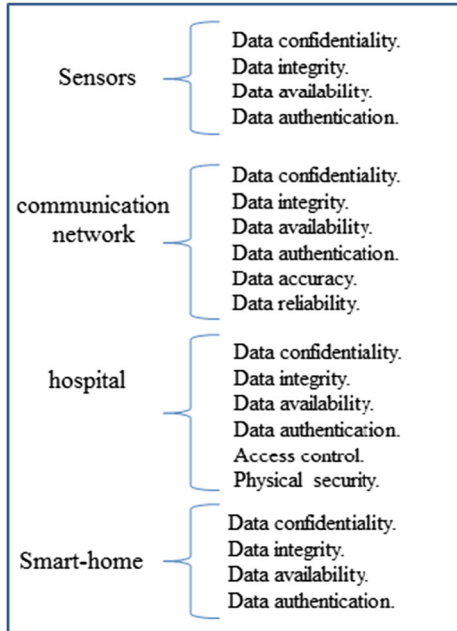 Sensors
Data confidentiality.
Data integrity.
Data availability.
Data authentication.
communication
network
Data confidentiality.
Data integrity.
Data availability.
Data authentication.
Data accuracy.
Data reliability.
hospital
Data confidentiality.
Data integrity.
Data availability.
Data authentication.
Access control.
Physical security.
Smart-home
Data confidentiality.
Data integrity.
Data availability.
Data authentication.